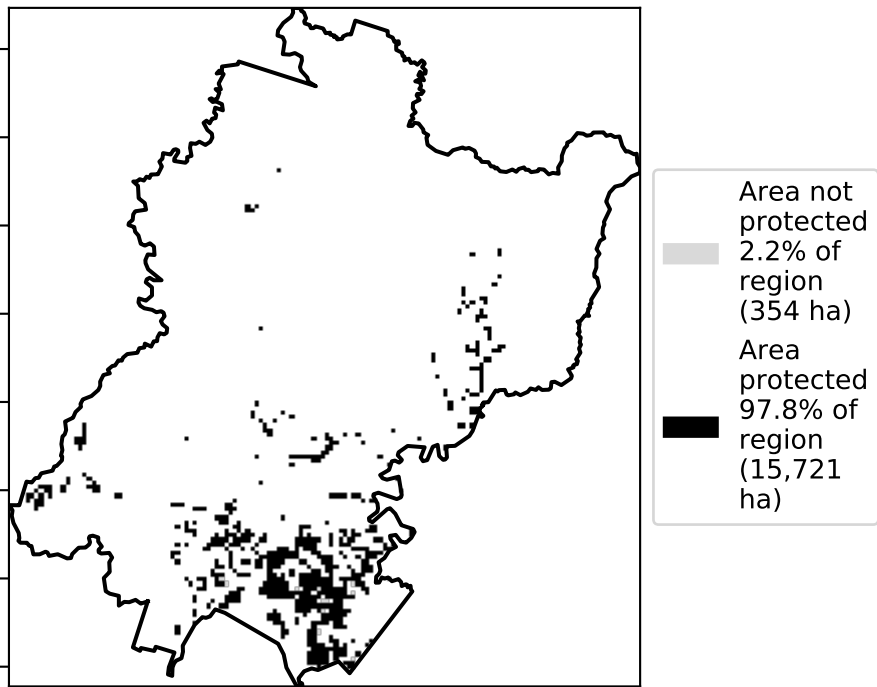 Area not
protected
2.2% of
region
(354 ha)
Area
protected
97.8% of
region
(15,721
ha)